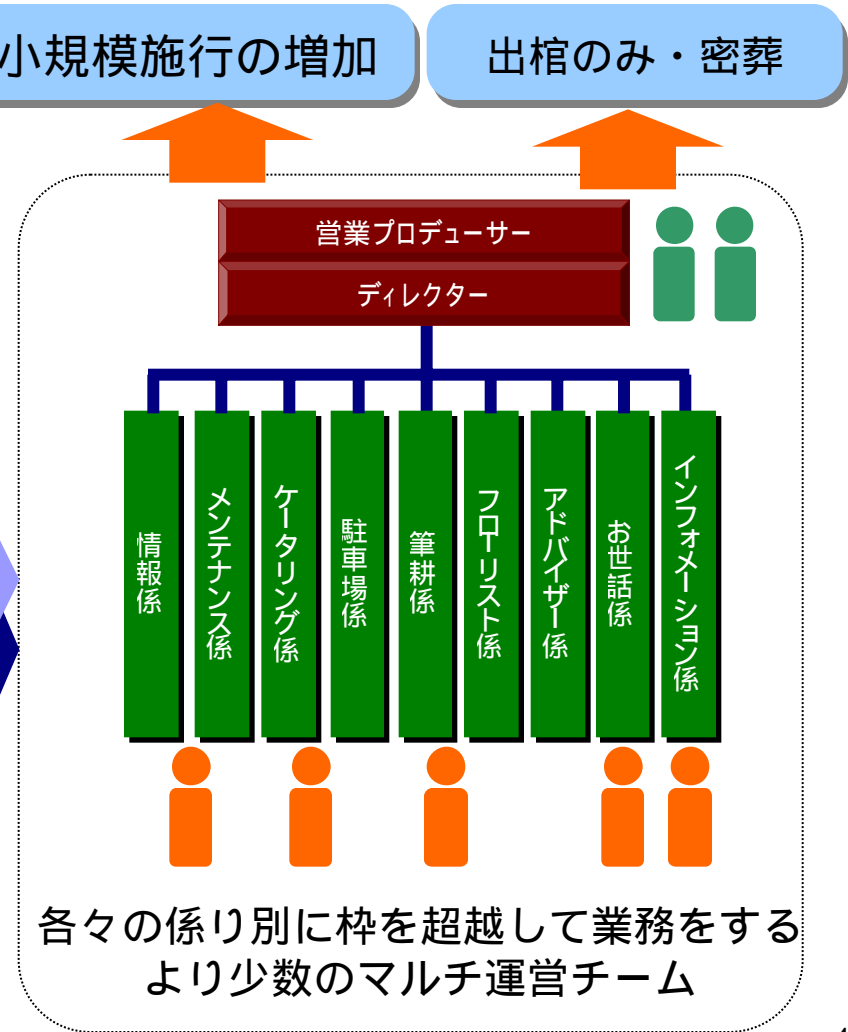 小規模施行の増加
出棺のみ・密葬
営業プロデューサー
ディレクター
情報係
メンテナンス係
ケータリング係
駐車場係
筆耕係
フローリスト係
アドバイザー係
お世話係
インフォメーション係
各々の係り別に枠を超越して業務をする
より少数のマルチ運営チーム